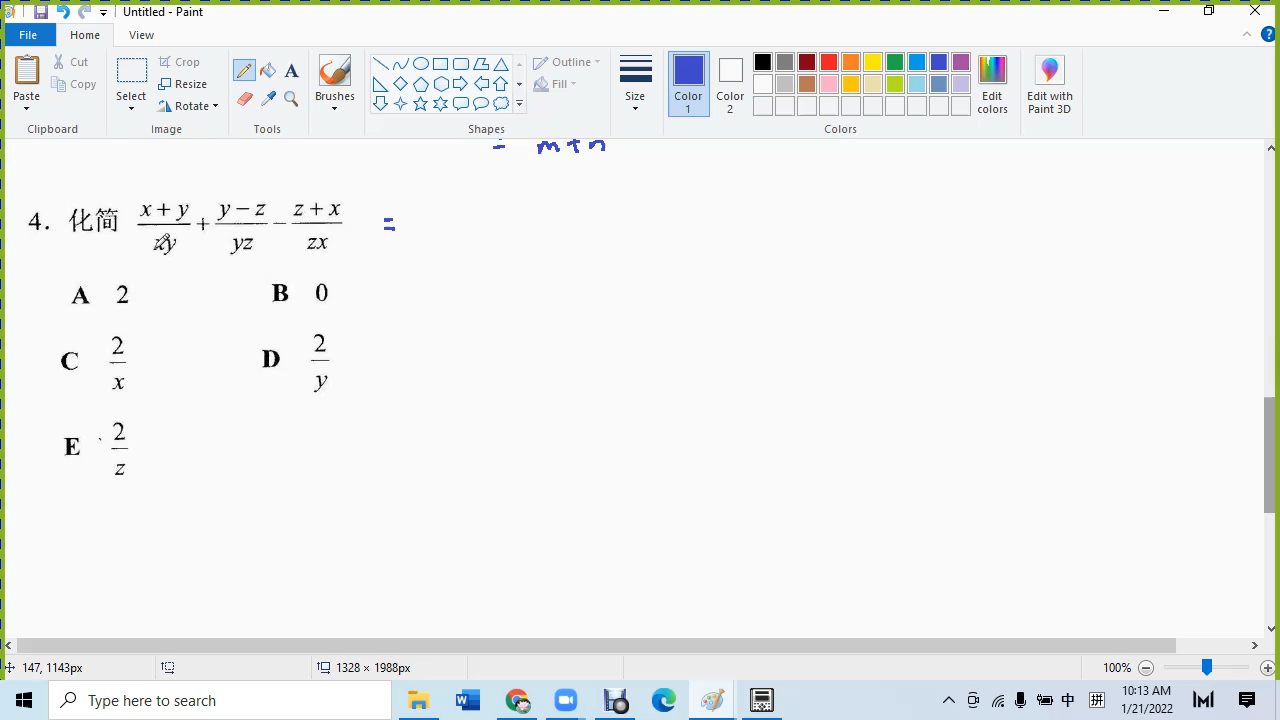 Untitled - Paint
File Home View
Paste Cut Copy Select Crop Resize Rotate Brushes Outline Fill Size Color 1 Color 2 Edit colors Edit with Paint 3D
Clipboard Image Tools Shapes Colors
= m+n
4. 化简 (x + y)/(xy) + (y − z)/(yz) − (z + x)/(zx) =
A 2 B 0
C 2/x D 2/y
E 2/z
147, 1143px 1328 × 1988px 100%
Type here to search 中 拼 10:13 AM
1/21/2022